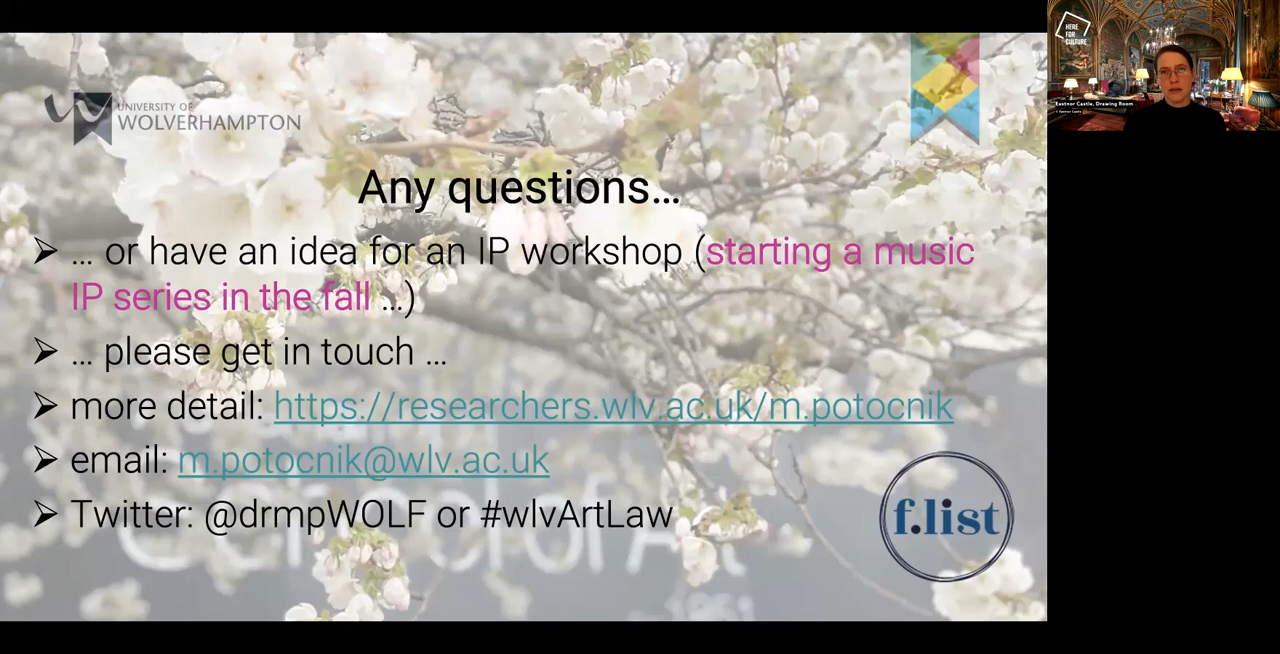 UNIVERSITY OF
WOLVERHAMPTON
Any questions…
➢ … or have an idea for an IP workshop (starting a music
IP series in the fall …)
➢ … please get in touch …
➢ more detail: https://researchers.wlv.ac.uk/m.potocnik
➢ email: m.potocnik@wlv.ac.uk
➢ Twitter: @drmpWOLF or #wlvArtLaw
f.list
HERE
FOR
CULTURE
Eastnor Castle, Drawing Room